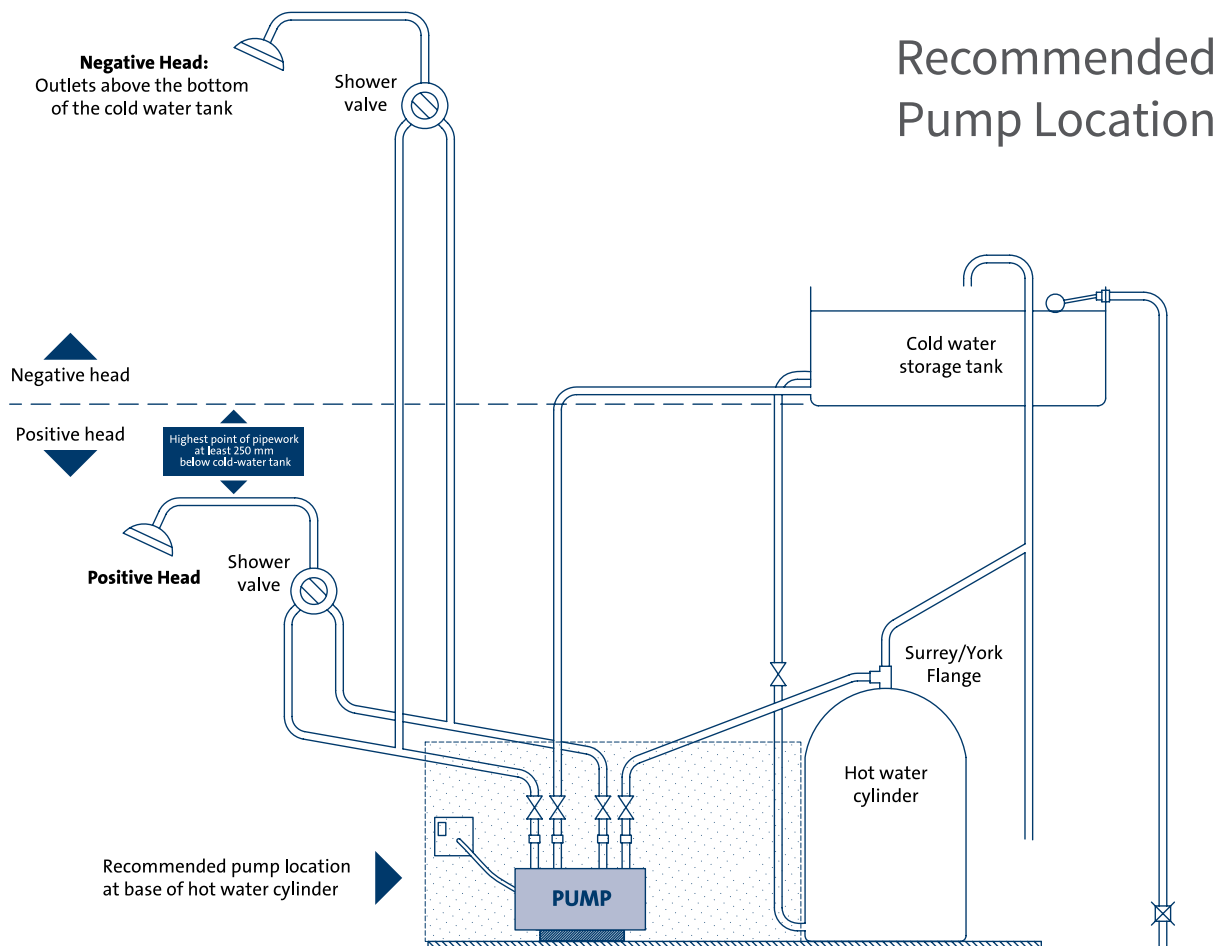 Recommended
Pump Location
Negative Head:
Outlets above the bottom
of the cold water tank
Shower
valve
Cold water
storage tank
Negative head
Positive head
Highest point of pipework
at least 250 mm
below cold-water tank
Positive Head
Shower
valve
Surrey/York
Flange
Hot water
cylinder
Recommended pump location
at base of hot water cylinder
PUMP